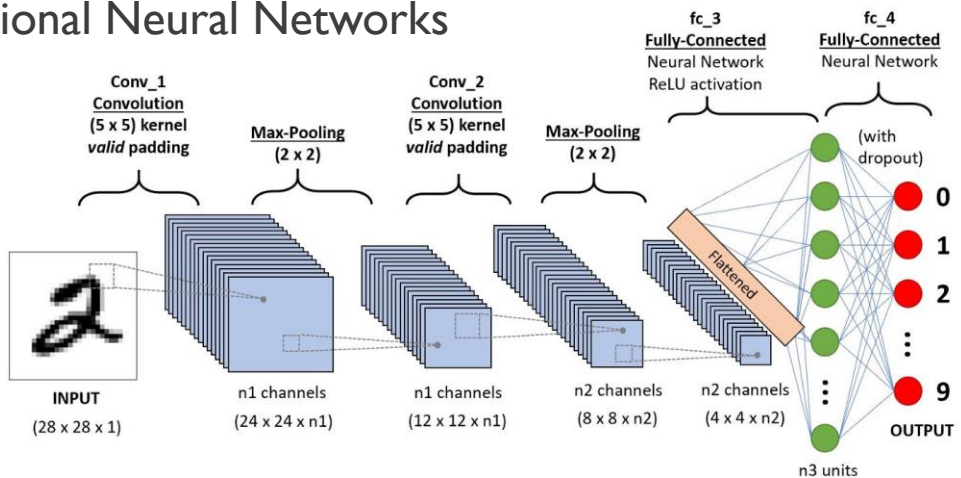 ional Neural Networks
fc_3
Fully-Connected
Neural Network
ReLU activation
fc_4
Fully-Connected
Neural Network
Conv_1
Convolution
(5 x 5) kernel
valid padding
Max-Pooling
(2 x 2)
Conv_2
Convolution
(5 x 5) kernel
valid padding
Max-Pooling
(2 x 2)
(with
dropout)
2
Flattened
0
1
2
⋮
9
⋮
INPUT
(28 x 28 x 1)
n1 channels
(24 x 24 x n1)
n1 channels
(12 x 12 x n1)
n2 channels
(8 x 8 x n2)
n2 channels
(4 x 4 x n2)
OUTPUT
n3 units